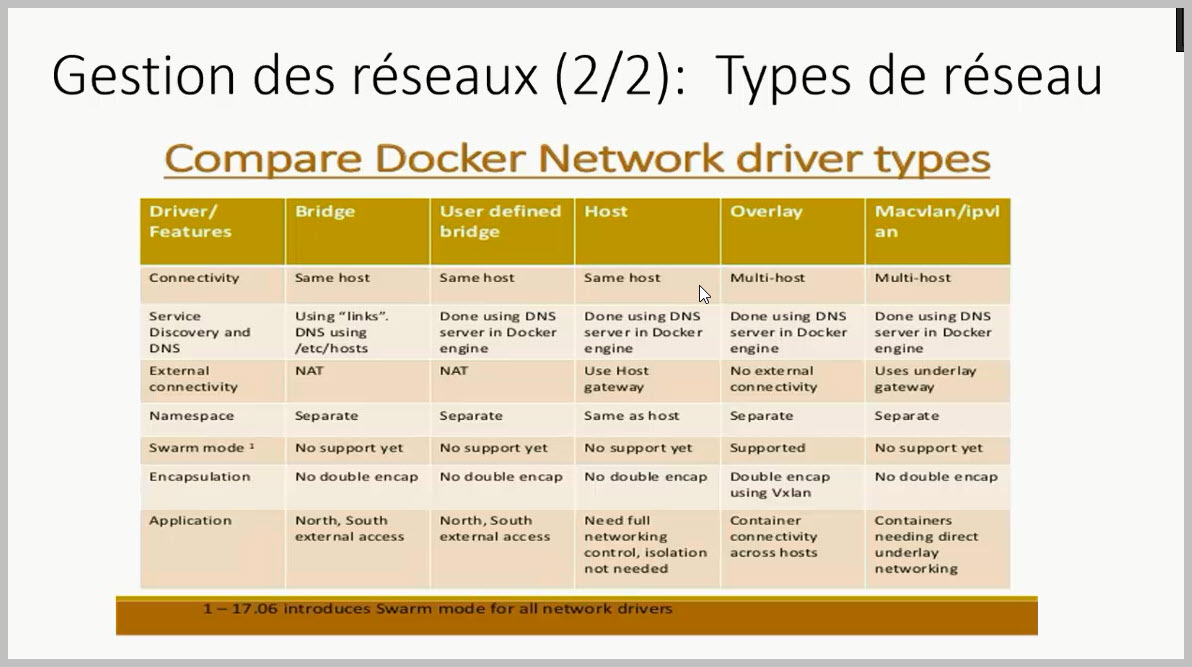 Gestion des réseaux (2/2): Types de réseau
Compare Docker Network driver types
Driver/
Features
Bridge
User defined
bridge
Host
Overlay
Macvlan/ipvl
an
Connectivity
Same host
Same host
Same host
Multi-host
Multi-host
Service
Discovery and
DNS
Using “links”.
DNS using
/etc/hosts
Done using DNS
server in Docker
engine
Done using DNS
server in Docker
engine
Done using DNS
server in Docker
engine
Done using DNS
server in Docker
engine
External
connectivity
NAT
NAT
Use Host
gateway
No external
connectivity
Uses underlay
gateway
Namespace
Separate
Separate
Same as host
Separate
Separate
Swarm mode ¹
No support yet
No support yet
No support yet
Supported
No support yet
Encapsulation
No double encap
No double encap
No double encap
Double encap
using Vxlan
No double encap
Application
North, South
external access
North, South
external access
Need full
networking
control, isolation
not needed
Container
connectivity
across hosts
Containers
needing direct
underlay
networking
1 – 17.06 introduces Swarm mode for all network drivers